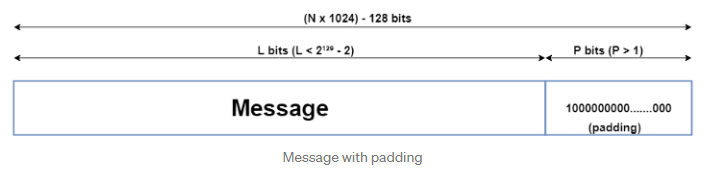 (N x 1024) - 128 bits
L bits (L < 2¹²⁹ - 2)
P bits (P > 1)
Message
1000000000.......000
(padding)
Message with padding